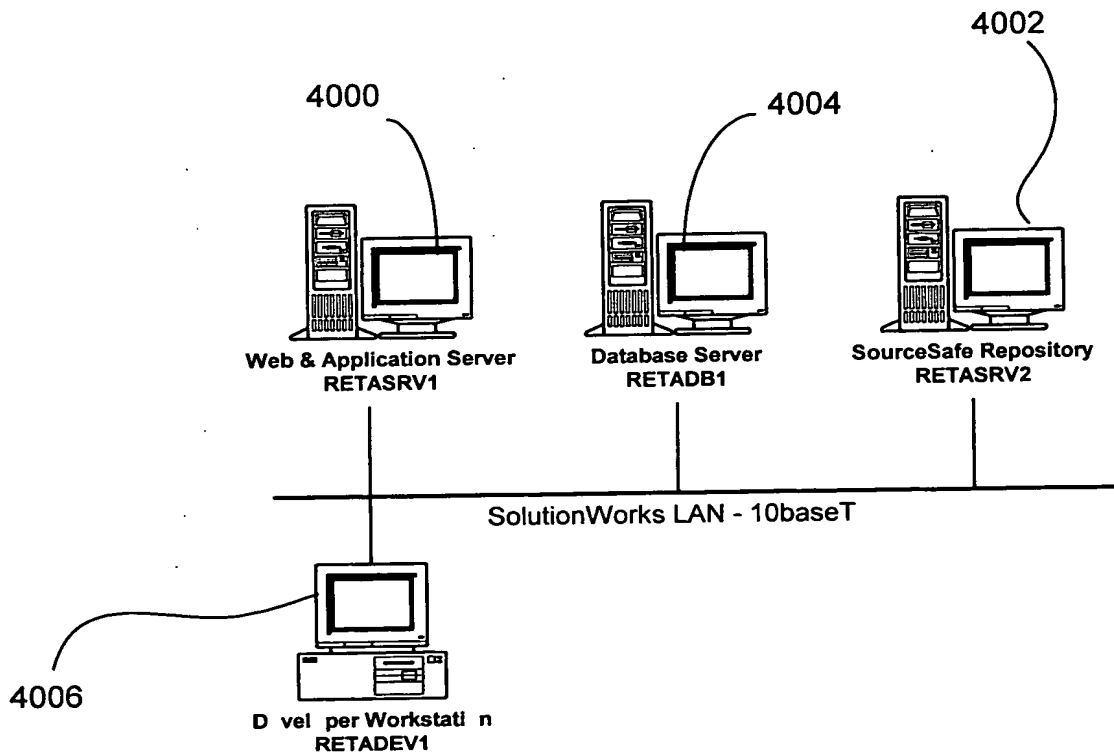 4002
4000
4004
Web & Application Server
RETASRV1
Database Server
RETADB1
SourceSafe Repository
RETASRV2
SolutionWorks LAN - 10baseT
4006
D vel per Workstati n
RETADEV1